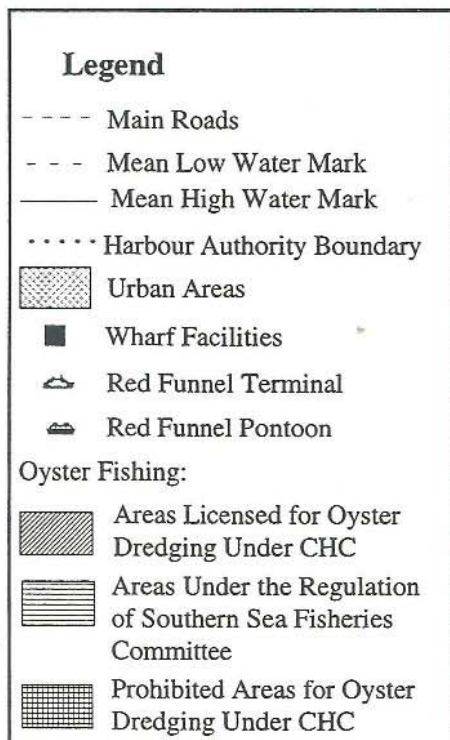 Legend
Main Roads
Mean Low Water Mark
Mean High Water Mark
Harbour Authority Boundary
Urban Areas
Wharf Facilities
Red Funnel Terminal
Red Funnel Pontoon
Oyster Fishing:
Areas Licensed for Oyster
Dredging Under CHC
Areas Under the Regulation
of Southern Sea Fisheries
Committee
Prohibited Areas for Oyster
Dredging Under CHC